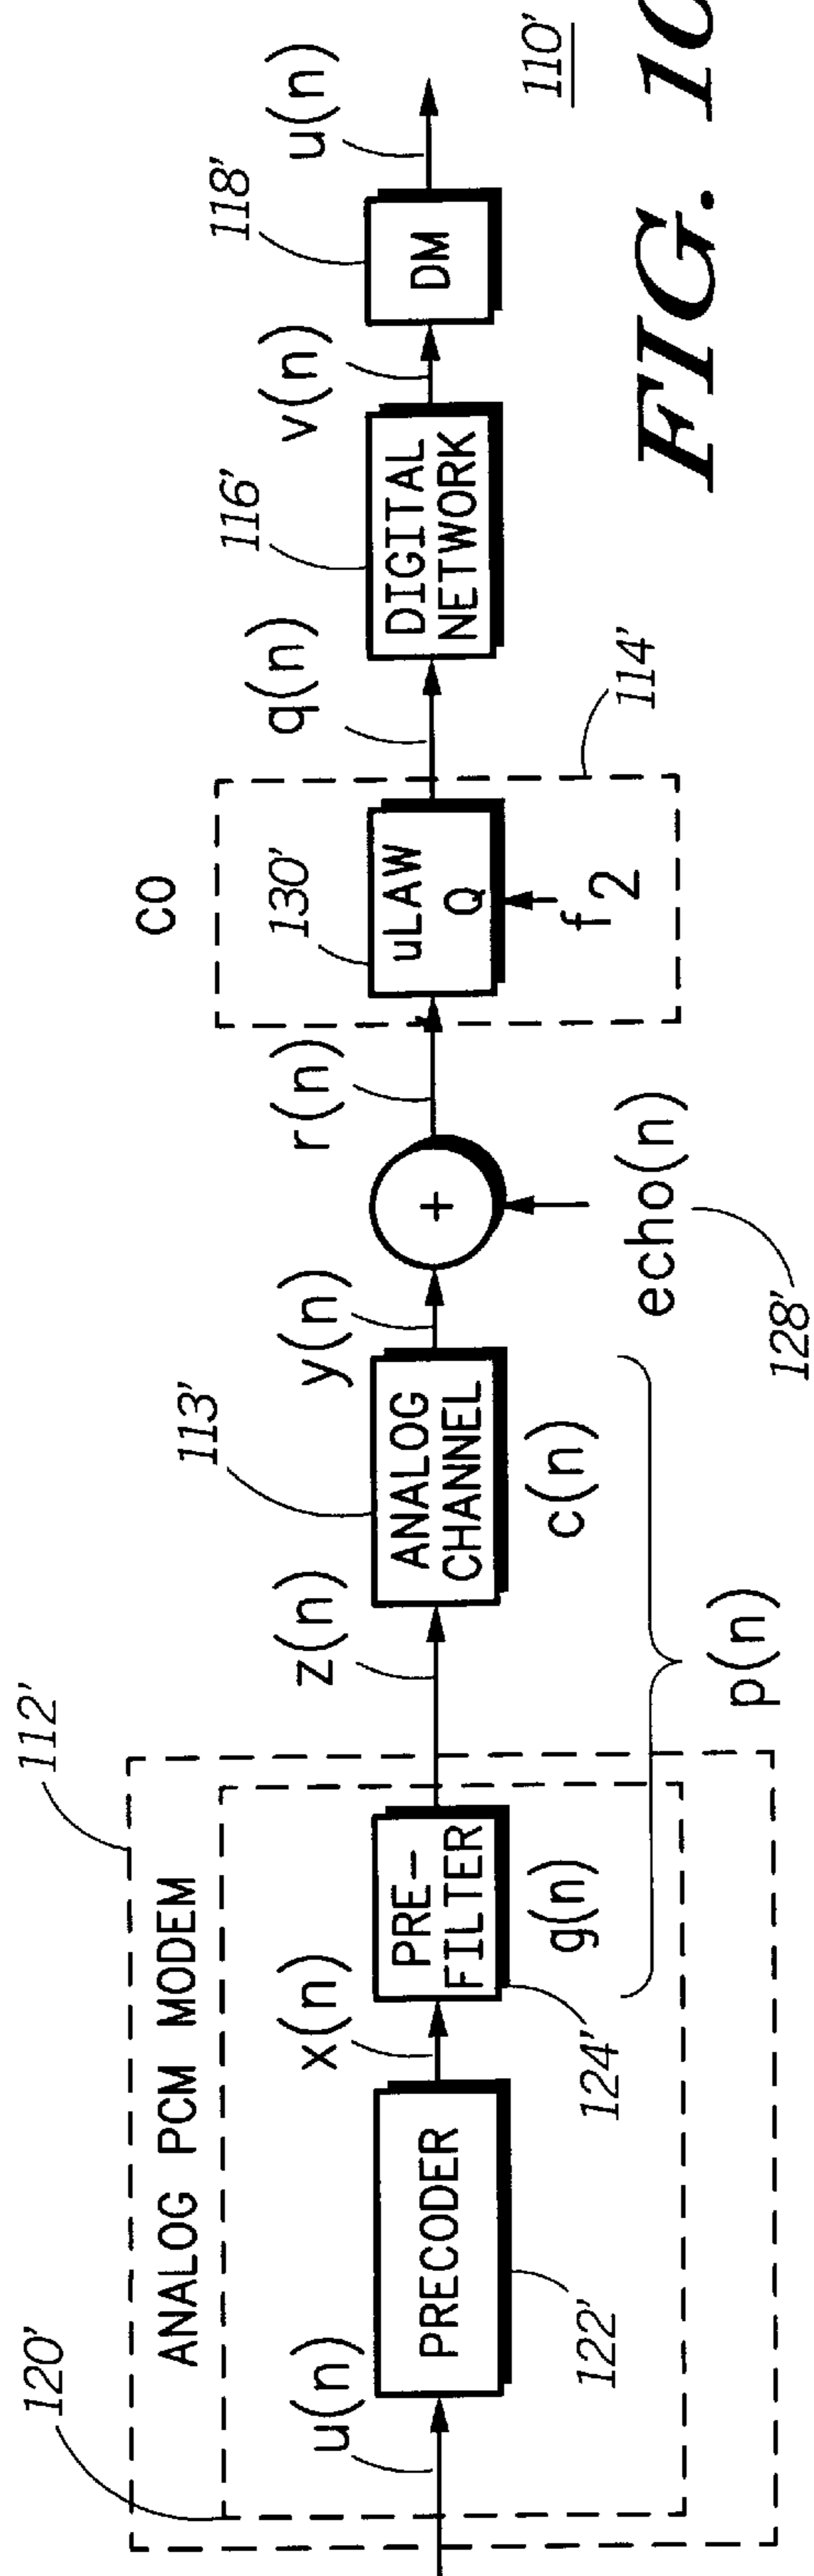 120'
112'
ANALOG PCM MODEM
u(n)
PRECODER
122'
x(n)
PRE-
FILTER
g(n)
124'
z(n)
113'
ANALOG
CHANNEL
c(n)
p(n)
y(n)
+
echo(n)
128'
r(n)
CO
130'
uLAW
Q
f2
114'
q(n)
116'
DIGITAL
NETWORK
v(n)
118'
DM
u(n)
110'
FIG. 10